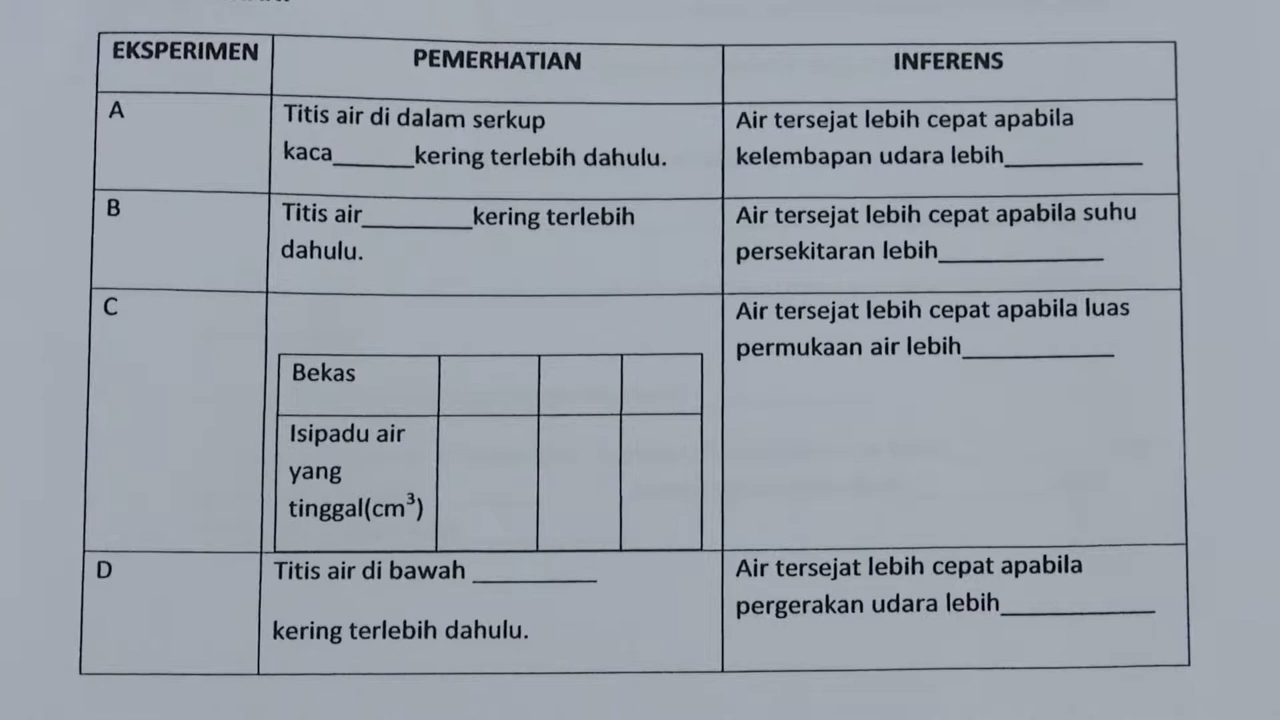 EKSPERIMEN PEMERHATIAN INFERENS
A
Titis air di dalam serkup
kaca______kering terlebih dahulu.
Air tersejat lebih cepat apabila
kelembapan udara lebih__________
B
Titis air________kering terlebih
dahulu.
Air tersejat lebih cepat apabila suhu
persekitaran lebih____________
C
Bekas
Isipadu air
yang
tinggal(cm³)
Air tersejat lebih cepat apabila luas
permukaan air lebih___________
D
Titis air di bawah _________
kering terlebih dahulu.
Air tersejat lebih cepat apabila
pergerakan udara lebih___________